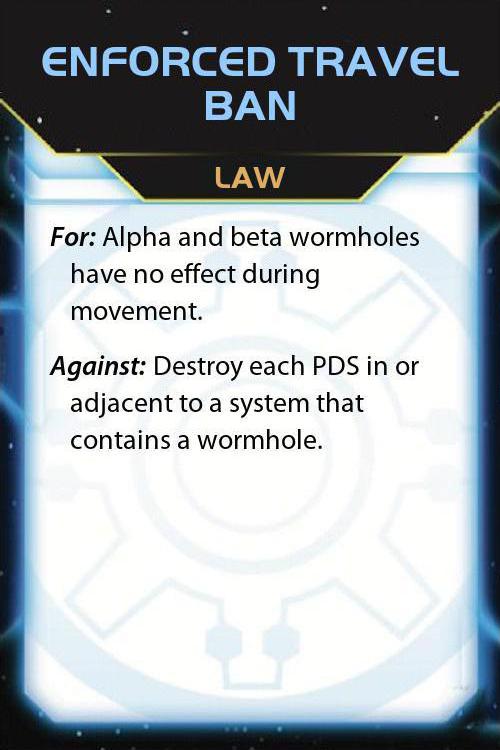 ENFORCED TRAVEL
BAN
LAW
For: Alpha and beta wormholes
have no effect during
movement.
Against: Destroy each PDS in or
adjacent to a system that
contains a wormhole.